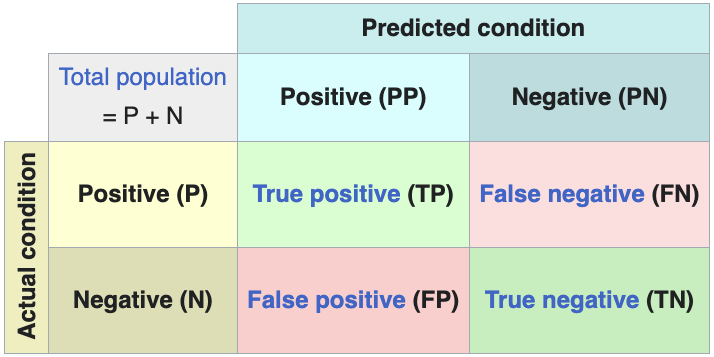 Predicted condition
Total population
= P + N
Positive (PP)
Negative (PN)
Actual condition
Positive (P)
True positive (TP)
False negative (FN)
Negative (N)
False positive (FP)
True negative (TN)